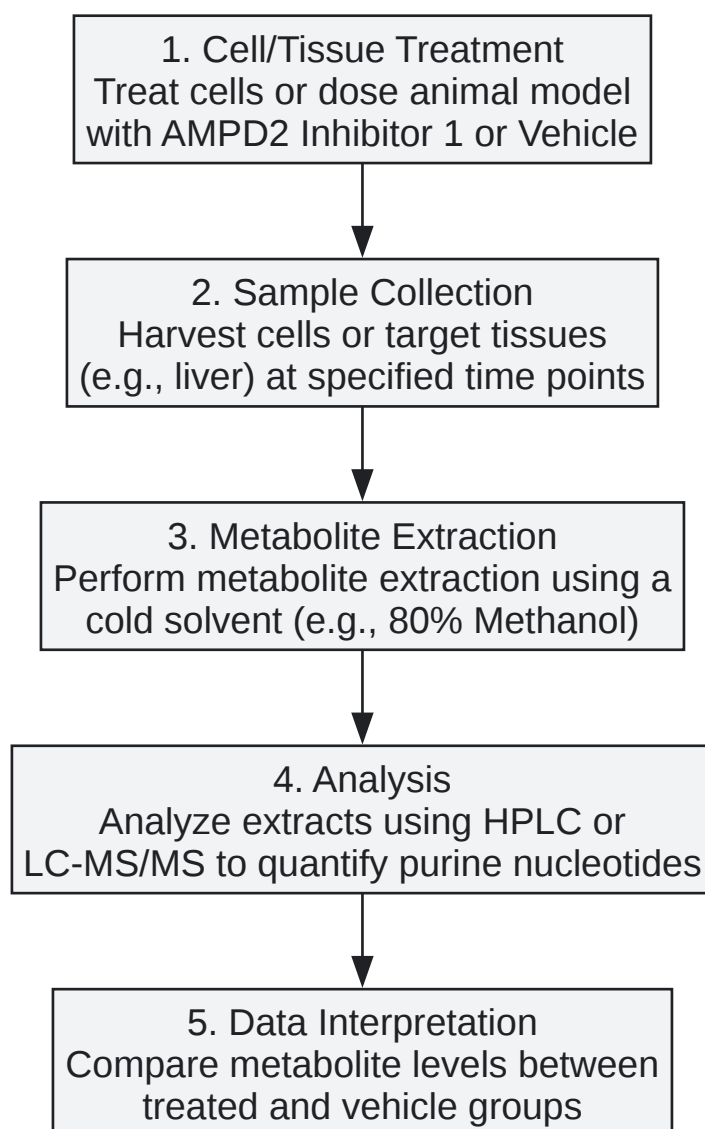 1. Cell/Tissue Treatment
Treat cells or dose animal model
with AMPD2 Inhibitor 1 or Vehicle
2. Sample Collection
Harvest cells or target tissues
(e.g., liver) at specified time points
3. Metabolite Extraction
Perform metabolite extraction using a
cold solvent (e.g., 80% Methanol)
4. Analysis
Analyze extracts using HPLC or
LC-MS/MS to quantify purine nucleotides
5. Data Interpretation
Compare metabolite levels between
treated and vehicle groups